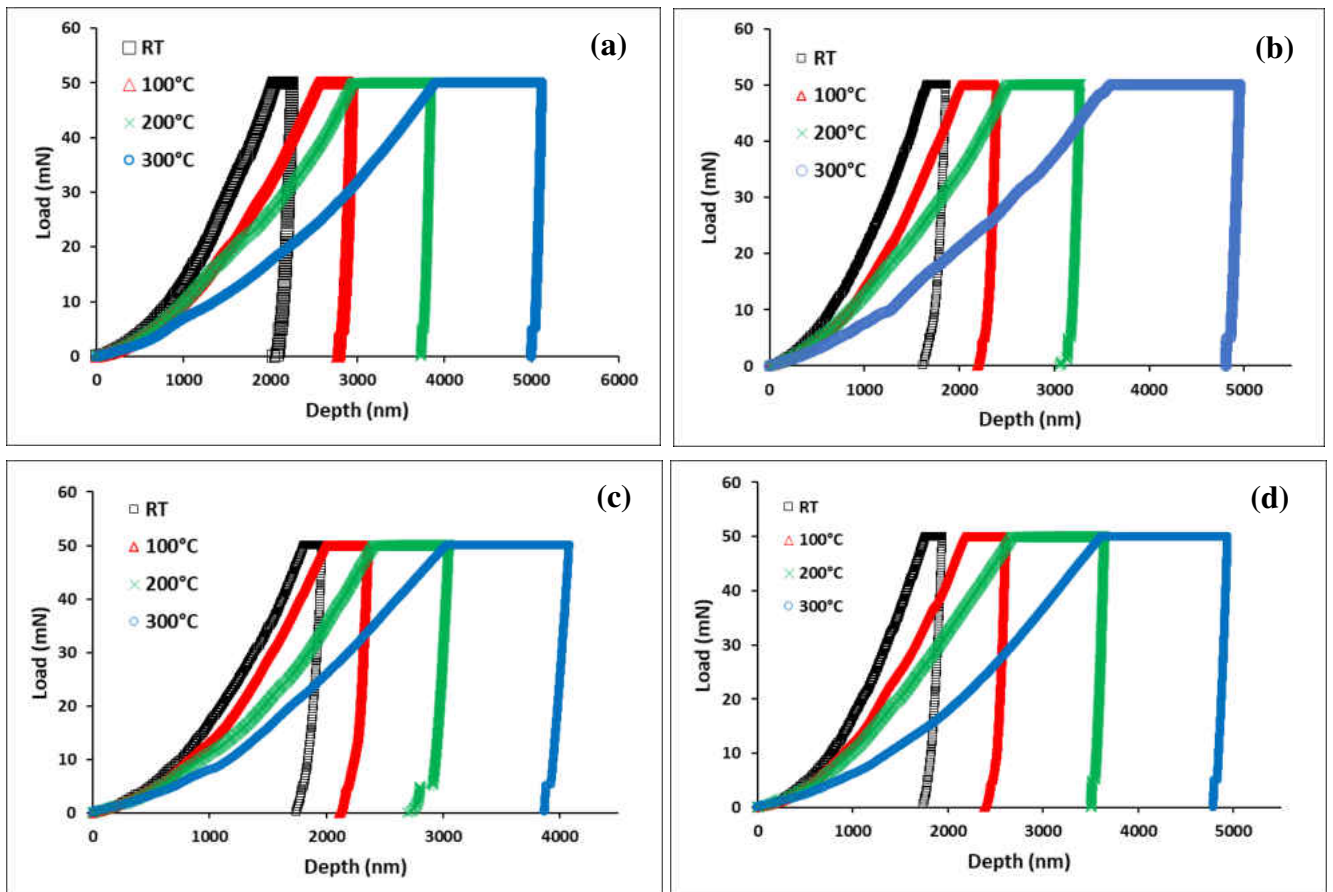 (a)
60
50
40
30
20
10
0
Load (mN)
RT
100°C
200°C
300°C
0 1000 2000 3000 4000 5000 6000
Depth (nm)
(b)
60
50
40
30
20
10
0
Load (mN)
RT
100°C
200°C
300°C
0 1000 2000 3000 4000 5000
Depth (nm)
(c)
60
50
40
30
20
10
0
Load (mN)
RT
100°C
200°C
300°C
0 1000 2000 3000 4000
Depth (nm)
(d)
60
50
40
30
20
10
0
Load (mN)
RT
100°C
200°C
300°C
0 1000 2000 3000 4000 5000
Depth (nm)